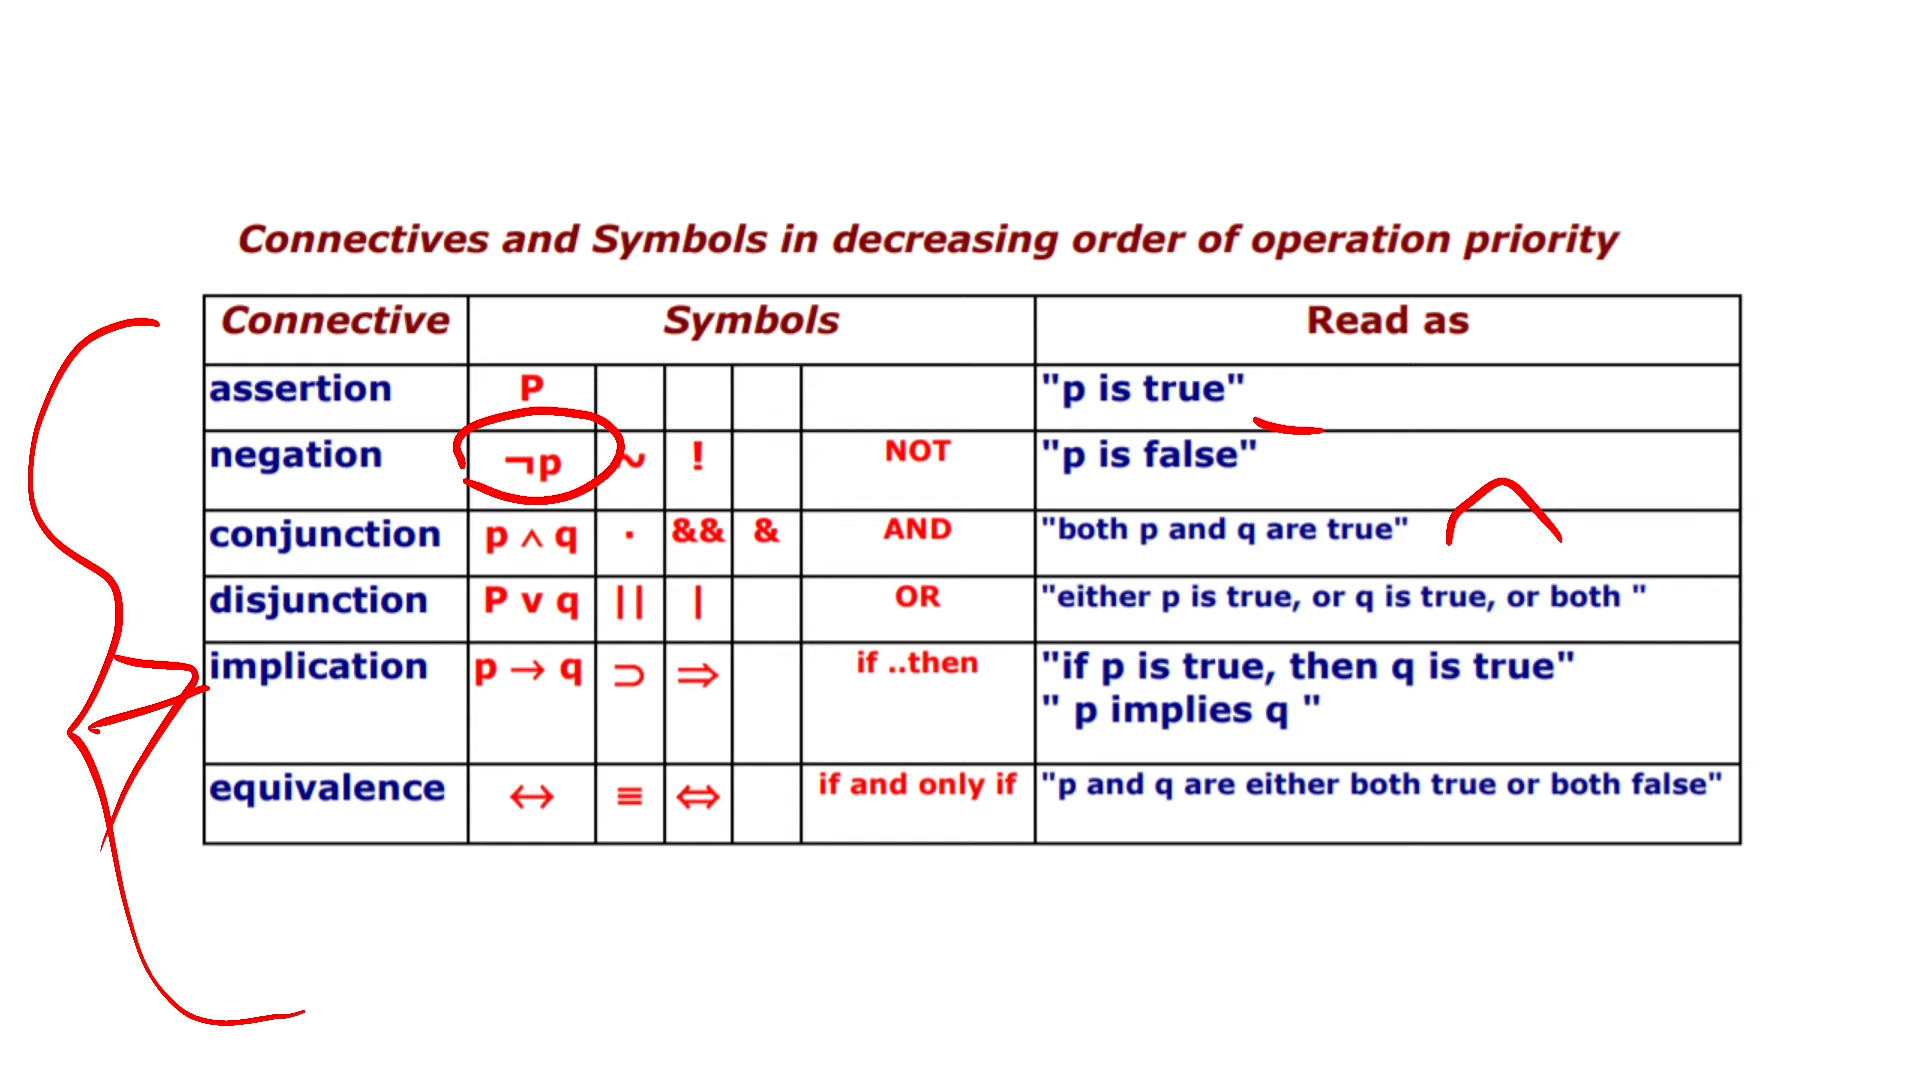 Connectives and Symbols in decreasing order of operation priority
Connective Symbols Read as
assertion P "p is true"
negation ¬p ~ ! NOT "p is false"
conjunction p ∧ q · && & AND "both p and q are true"
disjunction P v q || | OR "either p is true, or q is true, or both "
implication p → q ⊃ ⇒ if ..then "if p is true, then q is true"
" p implies q "
equivalence ↔ ≡ ⇔ if and only if "p and q are either both true or both false"